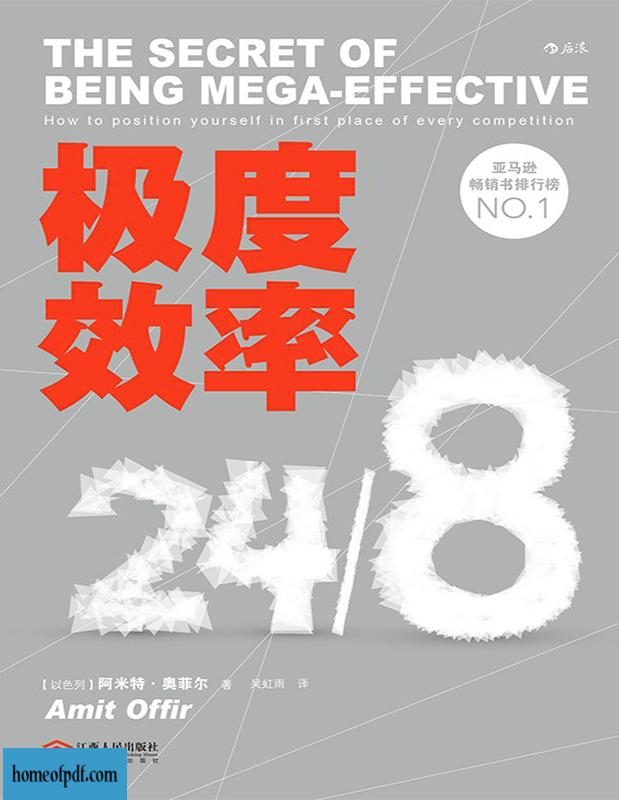 THE SECRET OF
后浪
BEING MEGA-EFFECTIVE
How to position yourself in first place of every competition
极度
效率
亚马逊
畅销书排行榜
NO.1
24/8
【以色列】阿米特·奥菲尔 著 吴虹雨 译
Amit Offir
江西人民出版社
homeofpdf.com